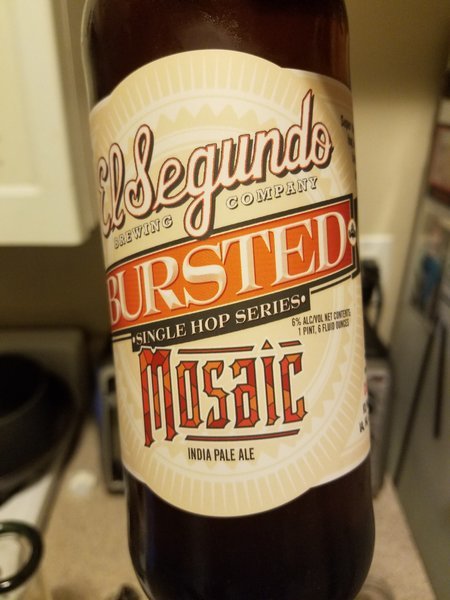 El Segundo
BREWING COMPANY
BURSTED
•SINGLE HOP SERIES•
6% ALC/VOL NET CONTENTS
1 PINT, 6 FLUID OUNCES
Mosaic
INDIA PALE ALE